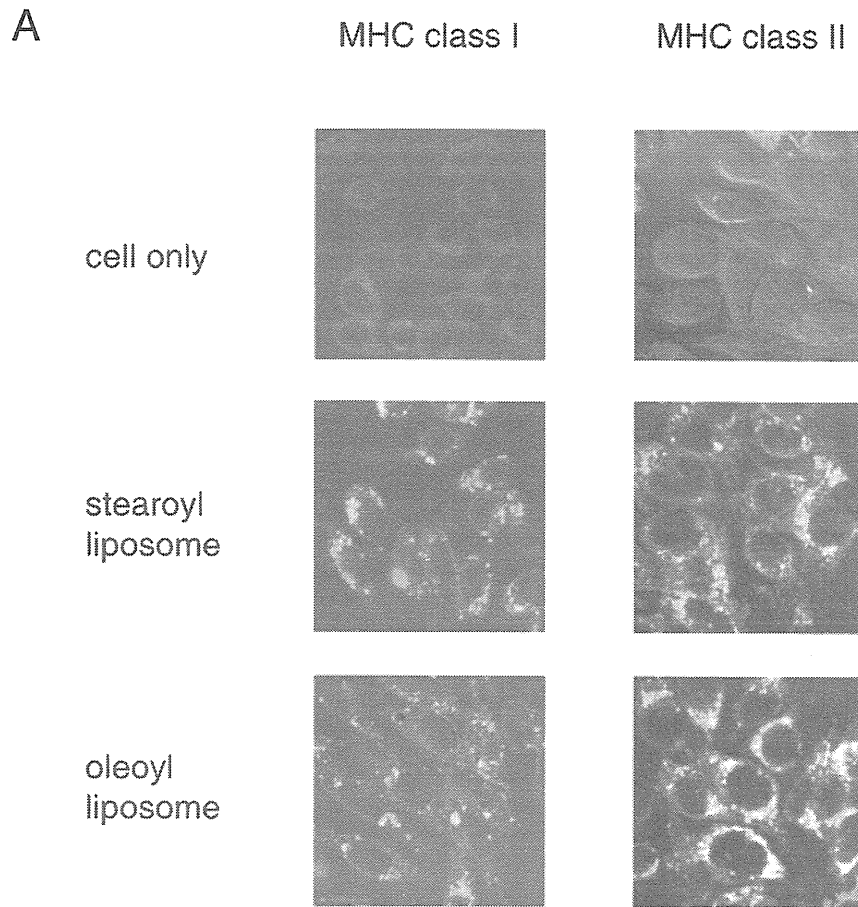 A
MHC class I
MHC class II
cell only
stearoyl
liposome
oleoyl
liposome